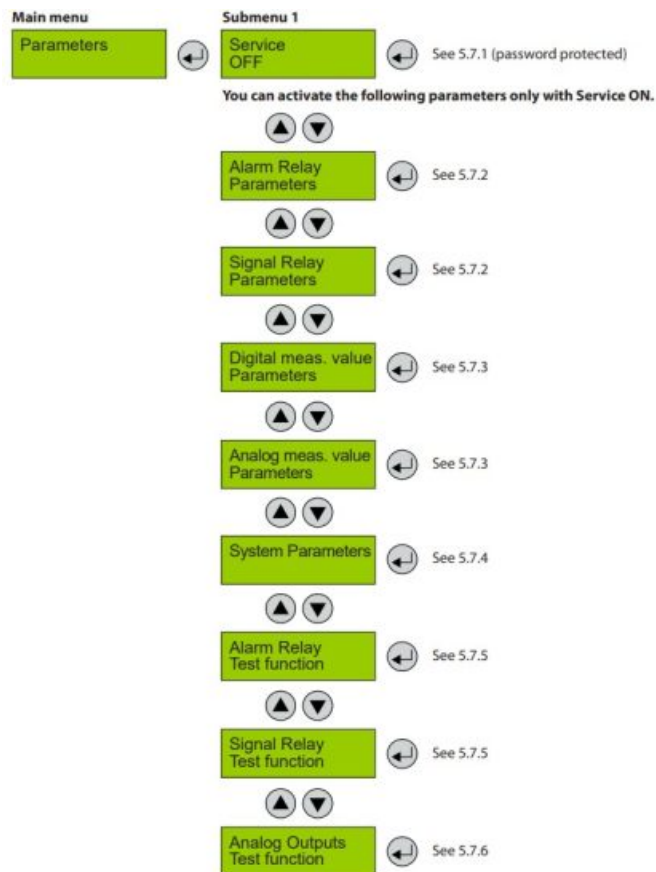 Main menu
Submenu 1
Parameters
Service
OFF
See 5.7.1 (password protected)
You can activate the following parameters only with Service ON.
Alarm Relay
Parameters
See 5.7.2
Signal Relay
Parameters
See 5.7.2
Digital meas. value
Parameters
See 5.7.3
Analog meas. value
Parameters
See 5.7.3
System Parameters
See 5.7.4
Alarm Relay
Test function
See 5.7.5
Signal Relay
Test function
See 5.7.5
Analog Outputs
Test function
See 5.7.6